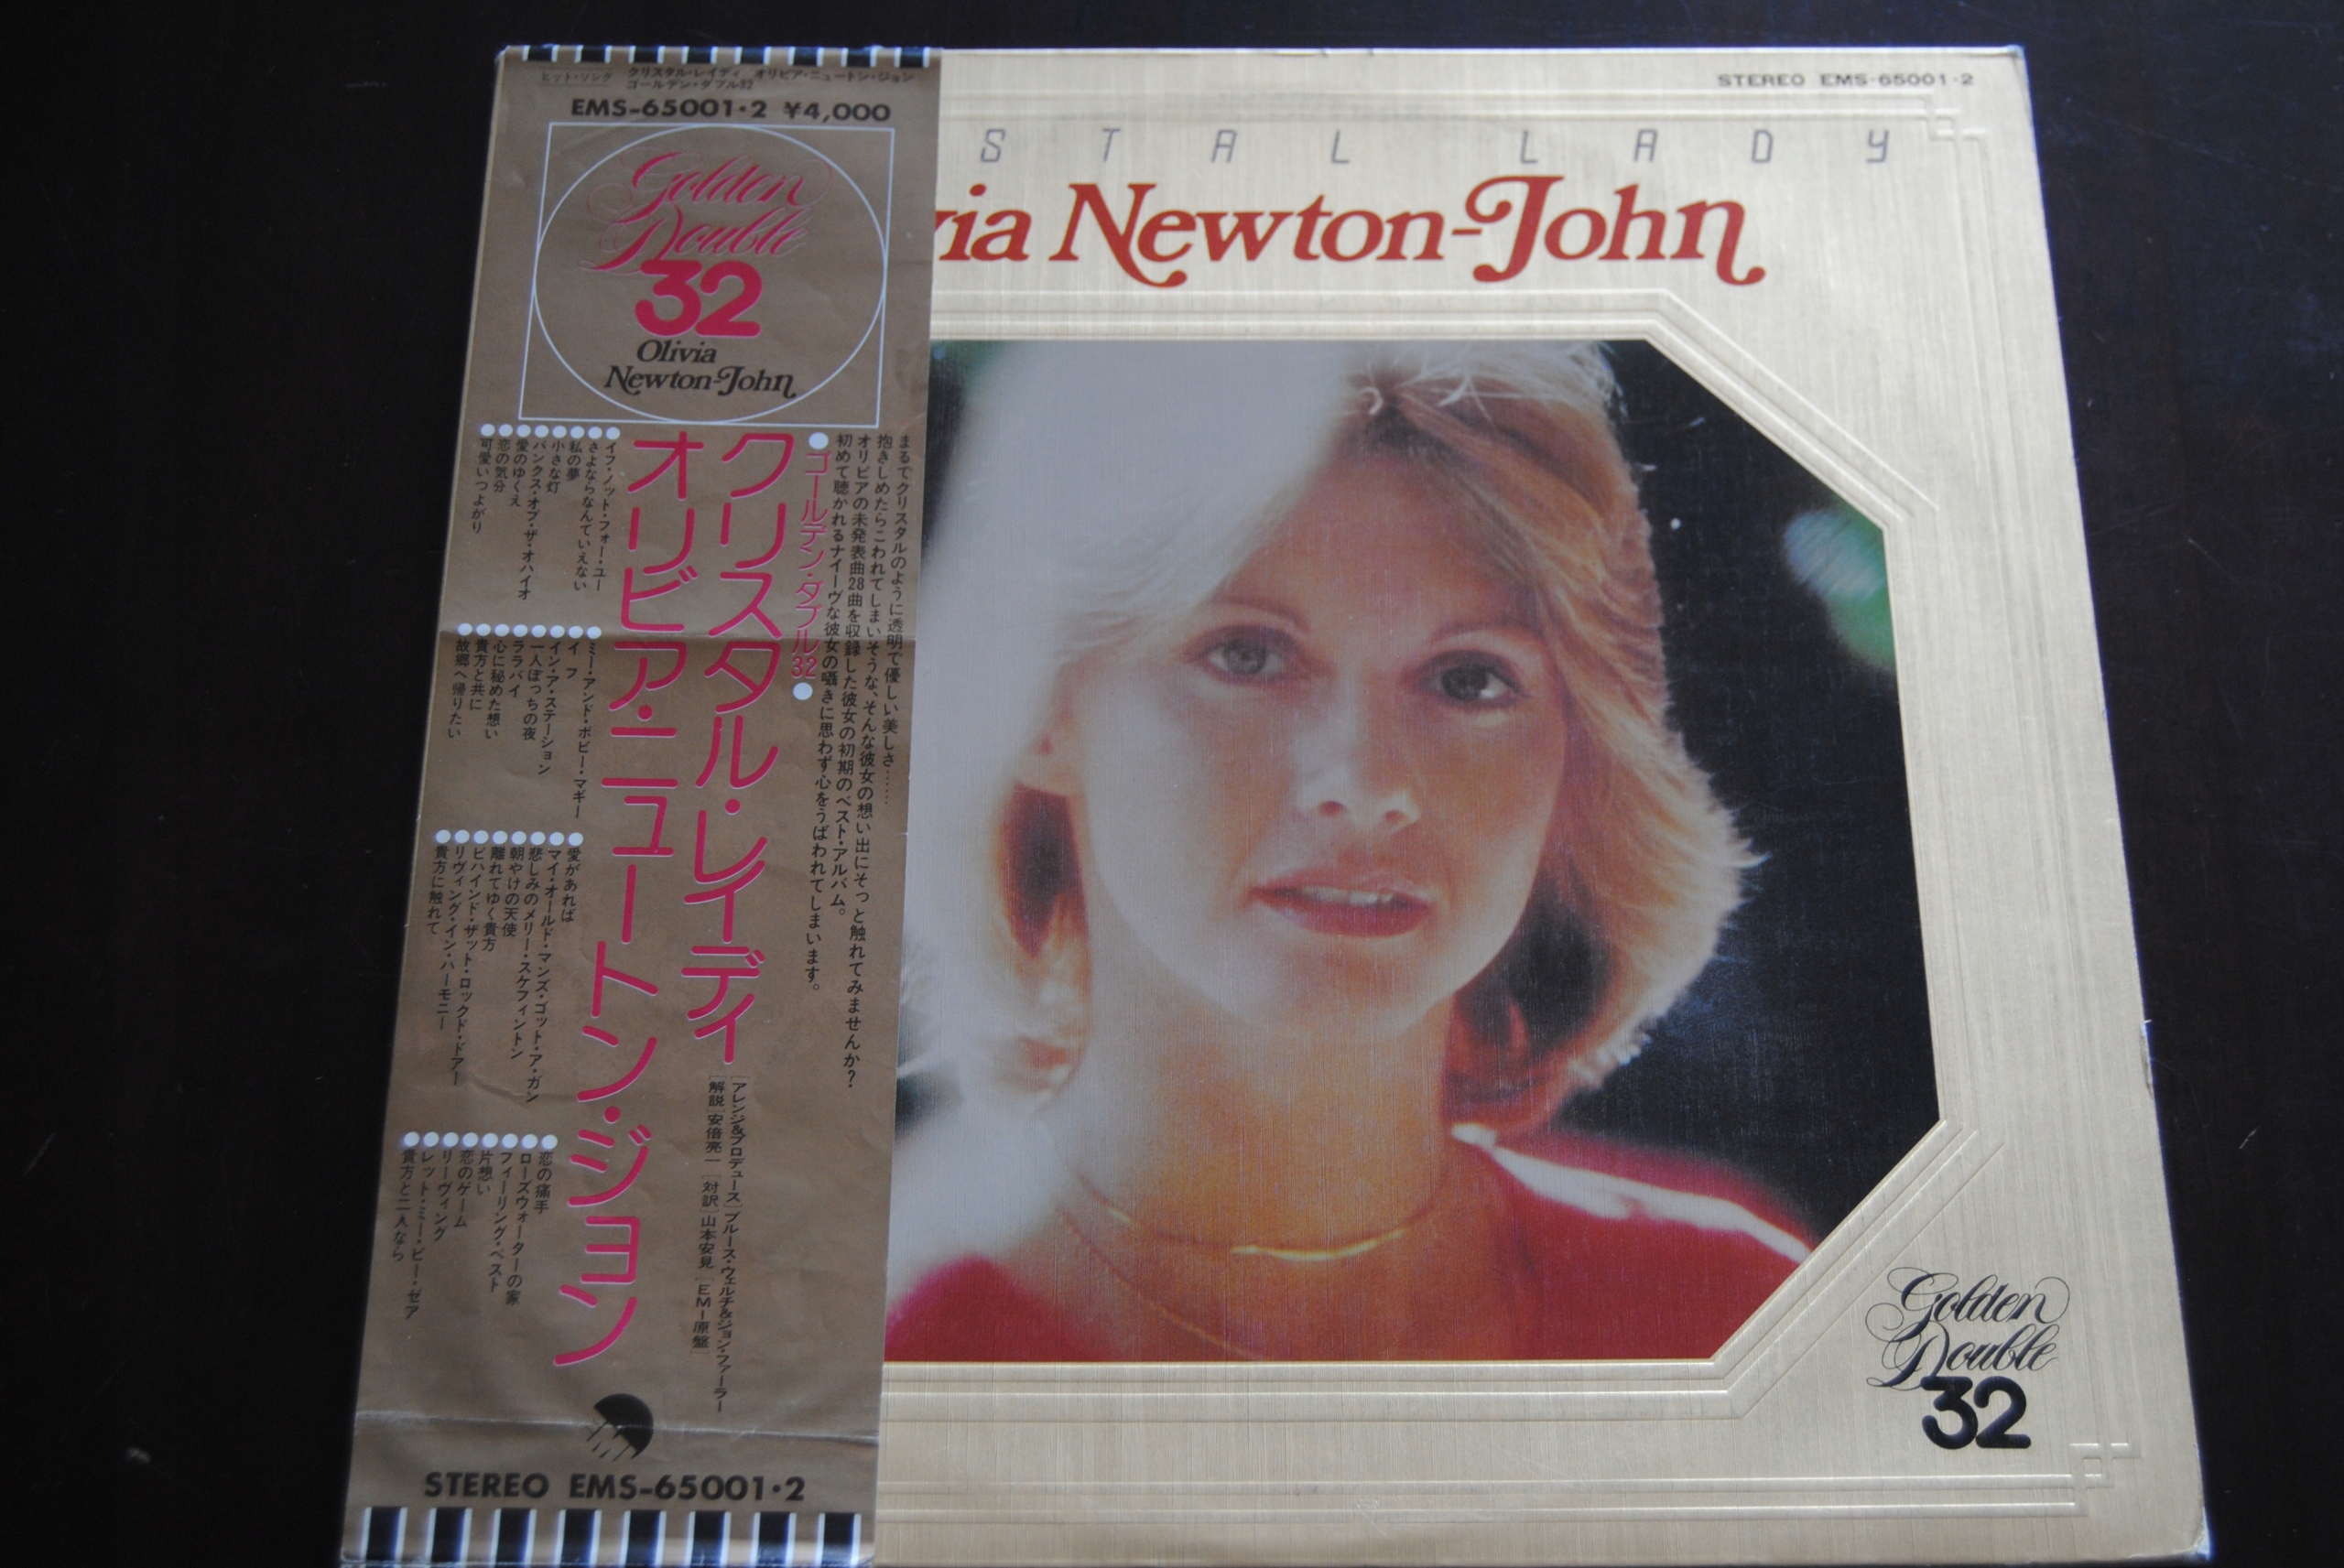 ヒット・ソング
クリスタル・レイディ オリビア・ニュートン・ジョン
ゴールデン・ダブル32
EMS-65001・2 ¥4,000
Golden
Double
32
Olivia
Newton-John
まるでクリスタルのように透明で優しい美しさ……
抱きしめたらこわれてしまいそうな、そんな彼女の想い出にそっと触れてみませんか?
オリビアの未発表曲28曲を収録した彼女の初期のベスト・アルバム。
初めて聴かれるナイーヴな彼女の囁きに思わず心をうばわれてしまいます。
●ゴールデン・ダブル32●
クリスタル・レイディ
オリビア・ニュートン・ジョン
[アレンジ&プロデュース]ブルース・ウェルチ&ジョン・ファーラー
[解説]安倍亮一 [対訳]山本安見 [EMI原盤]
●イフ・ノット・フォー・ユー
●さよならなんていえない
●私の夢
●小さな灯
●バンクス・オブ・ザ・オハイオ
●愛のゆくえ
●恋の気分
●可愛いつよがり
●ミー・アンド・ボビー・マギー
●イフ
●イン・ア・ステーション
●一人ぼっちの夜
●ララバイ
●心に秘めた想い
●貴方と共に
●故郷へ帰りたい
●愛があれば
●マイ・オールド・マンズ・ゴット・ア・ガン
●悲しみのメリー・スケフィントン
●朝やけの天使
●離れてゆく貴方
●ビハインド・ザット・ロックド・ドアー
●リヴィング・イン・ハーモニー
●貴方に触れて
●恋の痛手
●ローズウォーターの家
●フィーリング・ベスト
●片想い
●恋のゲーム
●リーヴィング
●レット・ミー・ビー・ゼア
●貴方と二人なら
STEREO EMS-65001・2
STEREO EMS-65001・2
STAL LADY
via Newton-John
Golden
Double
32